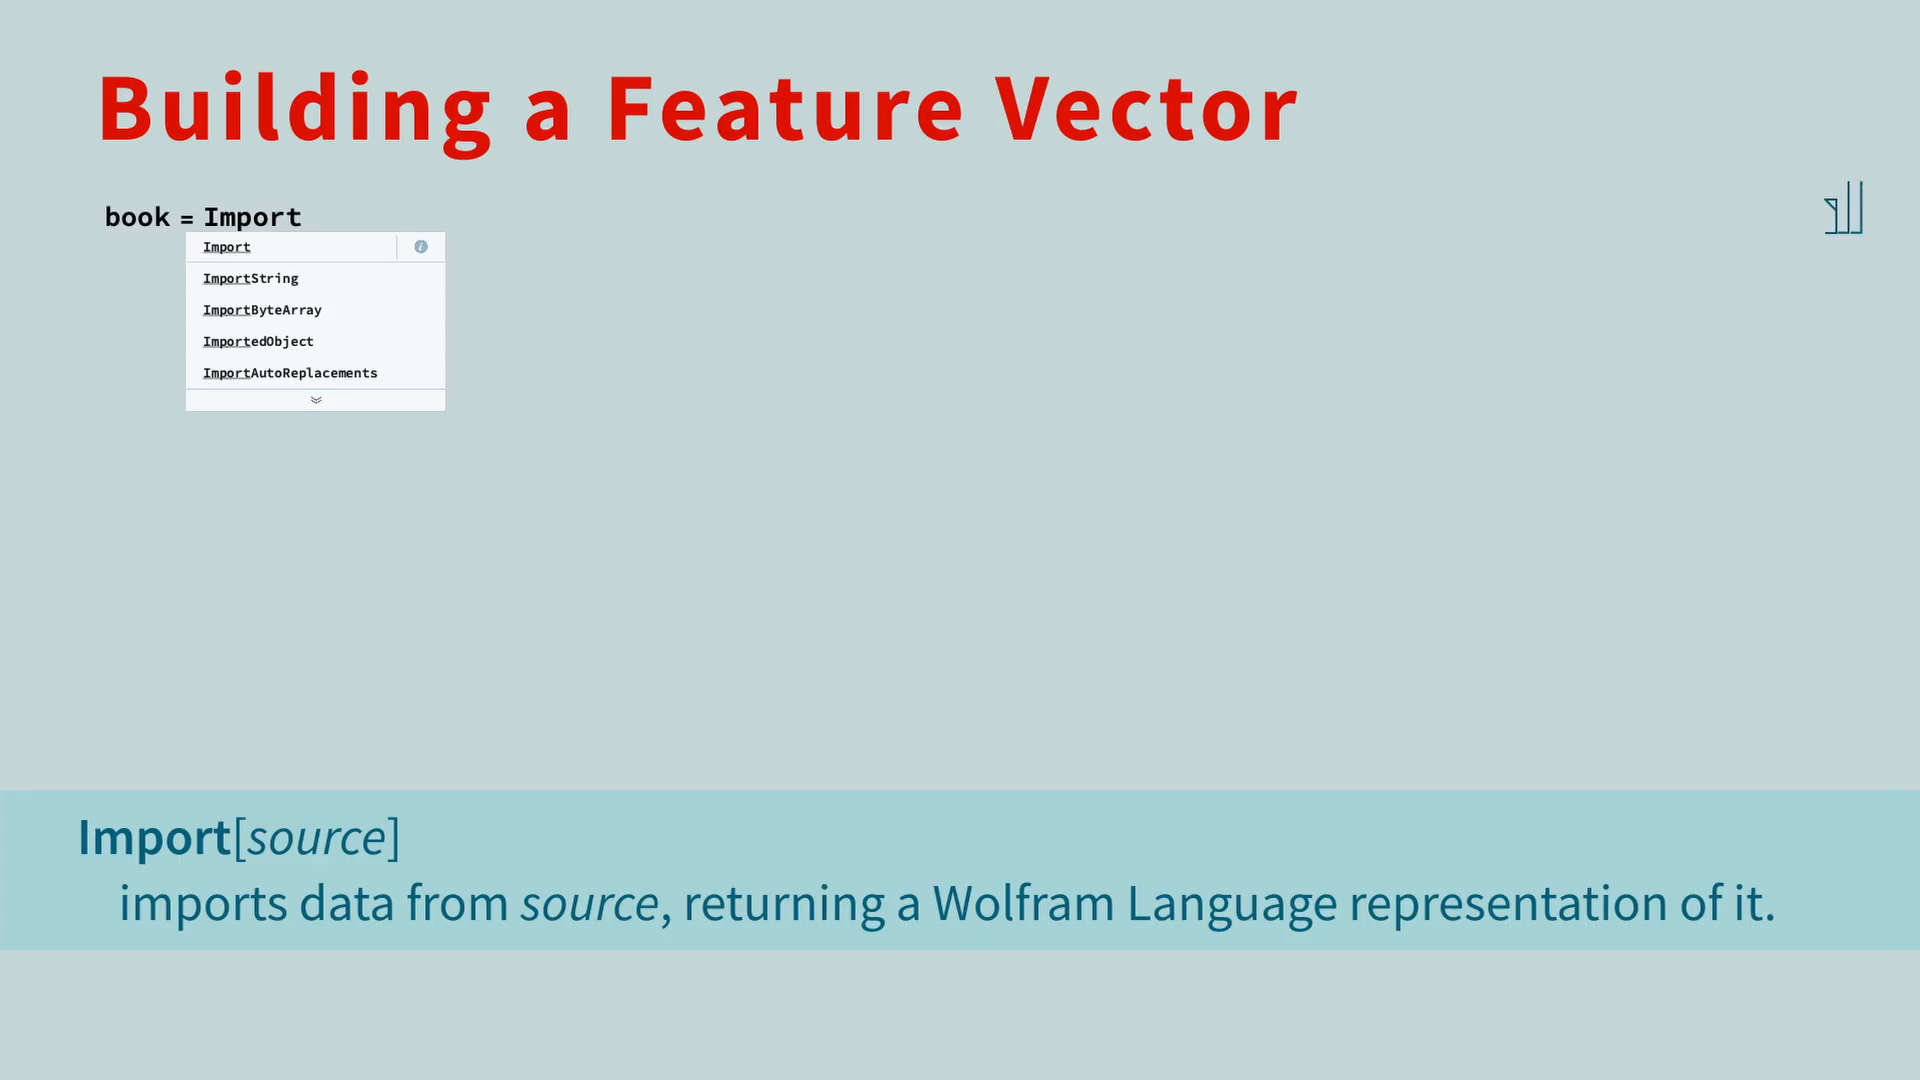 Building a Feature Vector
book = Import
Import
ImportString
ImportByteArray
ImportedObject
ImportAutoReplacements
Import[source]
imports data from source, returning a Wolfram Language representation of it.